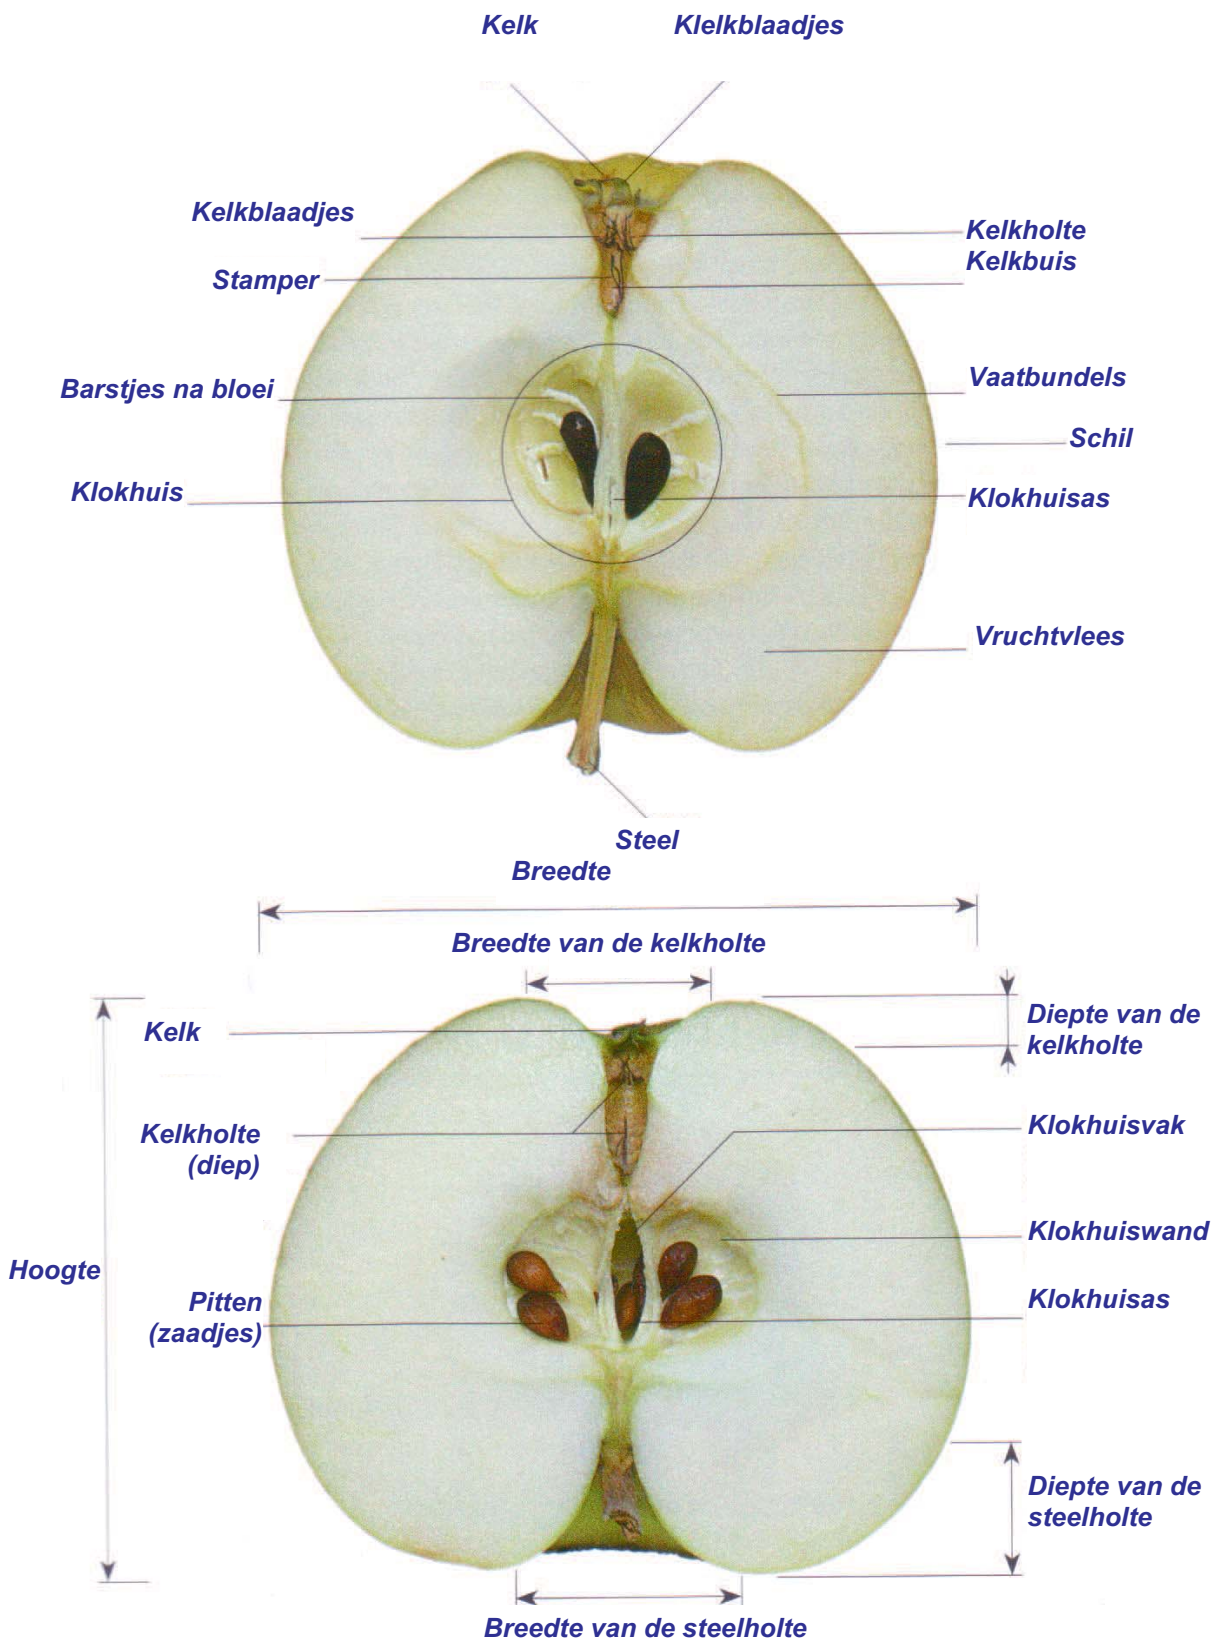 Kelk
Klelkblaadjes
Kelkblaadjes
Kelkholte
Kelkbuis
Stamper
Barstjes na bloei
Vaatbundels
Schil
Klokhuis
Klokhuisas
Vruchtvlees
Steel
Breedte
Breedte van de kelkholte
Kelk
Diepte van de
kelkholte
Kelkholte
(diep)
Klokhuisvak
Klokhuiswand
Hoogte
Pitten
(zaadjes)
Klokhuisas
Diepte van de
steelholte
Breedte van de steelholte